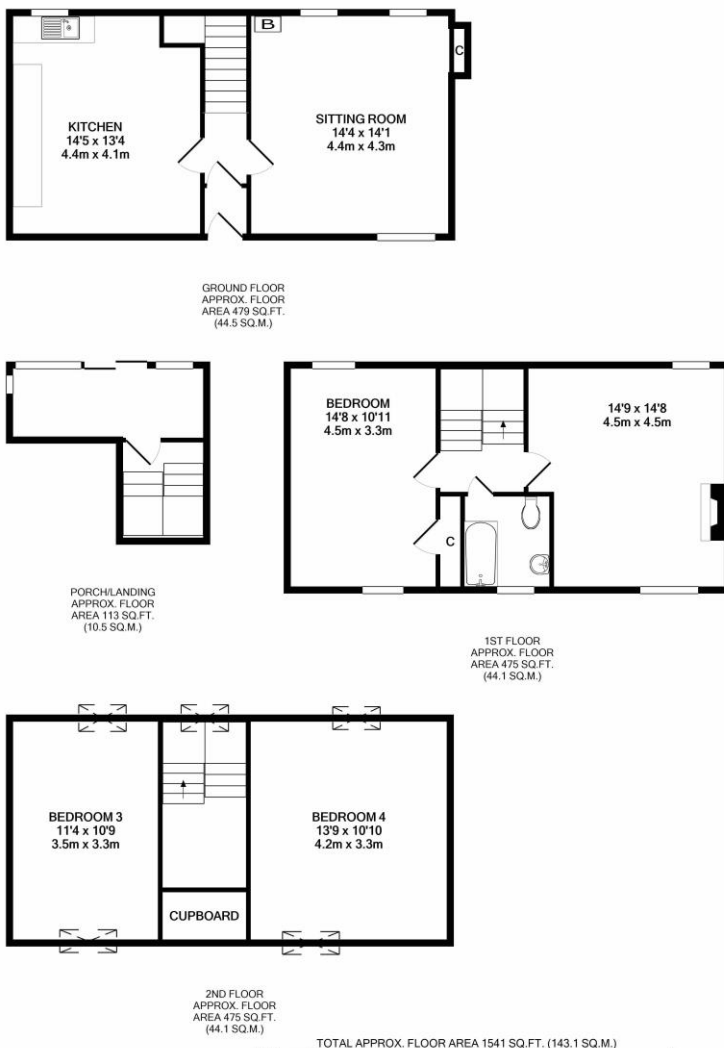 B
C
KITCHEN
14'5 x 13'4
4.4m x 4.1m
SITTING ROOM
14'4 x 14'1
4.4m x 4.3m
GROUND FLOOR
APPROX. FLOOR
AREA 479 SQ.FT.
(44.5 SQ.M.)
BEDROOM
14'8 x 10'11
4.5m x 3.3m
14'9 x 14'8
4.5m x 4.5m
C
PORCH/LANDING
APPROX. FLOOR
AREA 113 SQ.FT.
(10.5 SQ.M.)
1ST FLOOR
APPROX. FLOOR
AREA 475 SQ.FT.
(44.1 SQ.M.)
BEDROOM 3
11'4 x 10'9
3.5m x 3.3m
BEDROOM 4
13'9 x 10'10
4.2m x 3.3m
CUPBOARD
2ND FLOOR
APPROX. FLOOR
AREA 475 SQ.FT.
(44.1 SQ.M.)
TOTAL APPROX. FLOOR AREA 1541 SQ.FT. (143.1 SQ.M.)